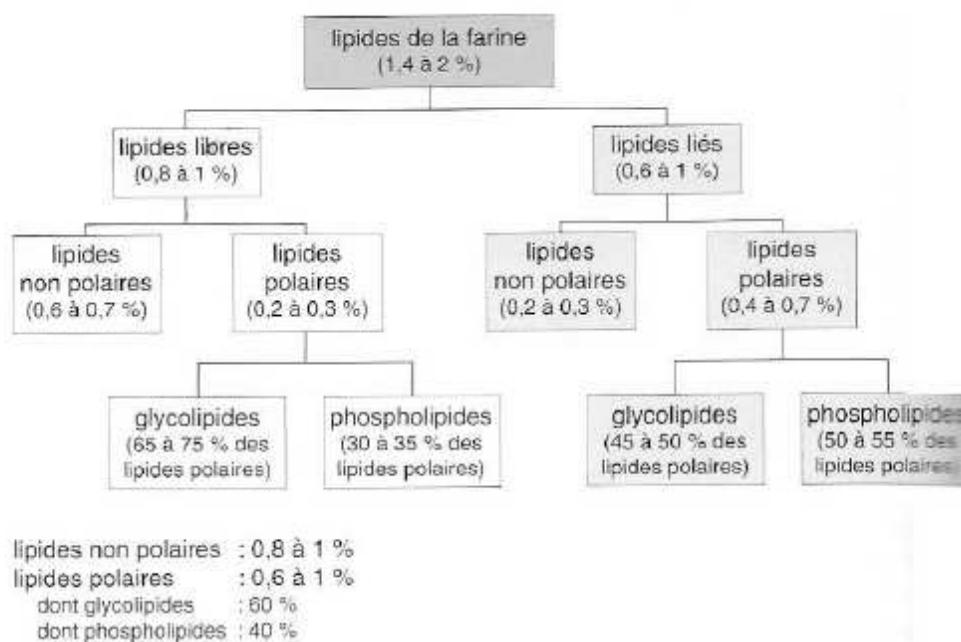 lipides de la farine
(1,4 à 2 %)
lipides libres
(0,8 à 1 %)
lipides liés
(0,6 à 1 %)
lipides
non polaires
(0,6 à 0,7 %)
lipides
polaires
(0,2 à 0,3 %)
lipides
non polaires
(0,2 à 0,3 %)
lipides
polaires
(0,4 à 0,7 %)
glycolipides
(65 à 75 % des
lipides polaires)
phospholipides
(30 à 35 % des
lipides polaires)
glycolipides
(45 à 50 % des
lipides polaires)
phospholipides
(50 à 55 % des
lipides polaires)
lipides non polaires : 0,8 à 1 %
lipides polaires : 0,6 à 1 %
dont glycolipides : 60 %
dont phospholipides : 40 %